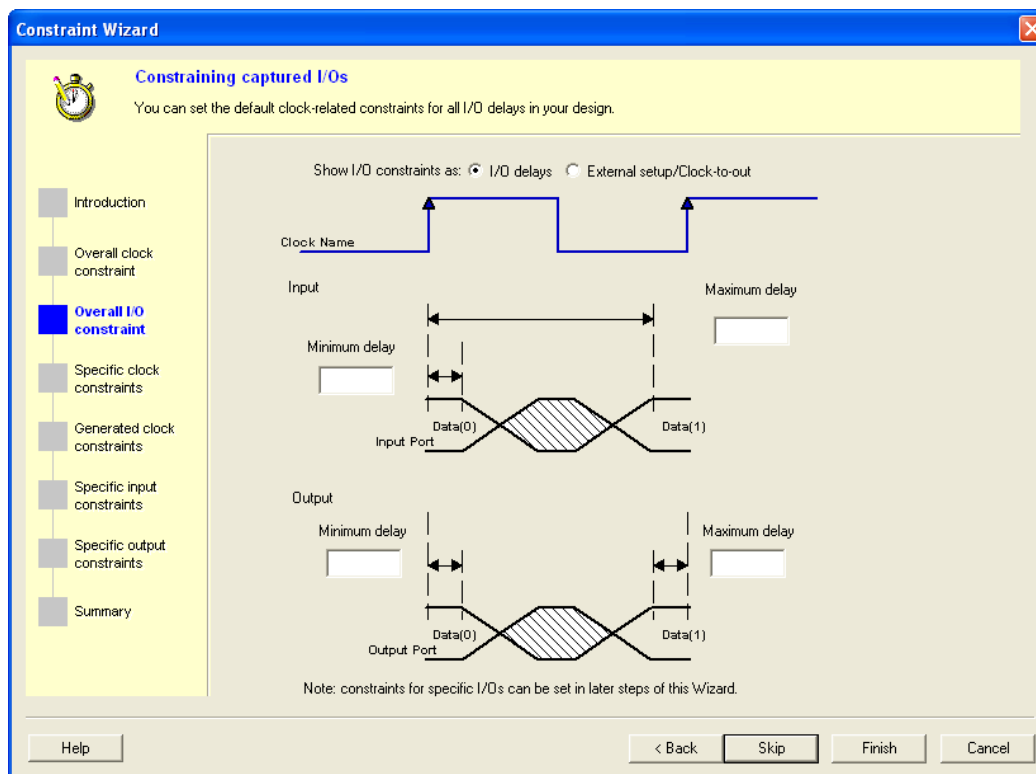 Constraint Wizard
Constraining captured I/Os
You can set the default clock-related constraints for all I/O delays in your design.
Introduction
Overall clock
constraint
Overall I/O
constraint
Specific clock
constraints
Generated clock
constraints
Specific input
constraints
Specific output
constraints
Summary
Show I/O constraints as: I/O delays External setup/Clock-to-out
Clock Name
Input
Maximum delay
Minimum delay
Data(0) Data(1)
Input Port
Output
Minimum delay Maximum delay
Data(0) Data(1)
Output Port
Note: constraints for specific I/Os can be set in later steps of this Wizard.
Help < Back Skip Finish Cancel